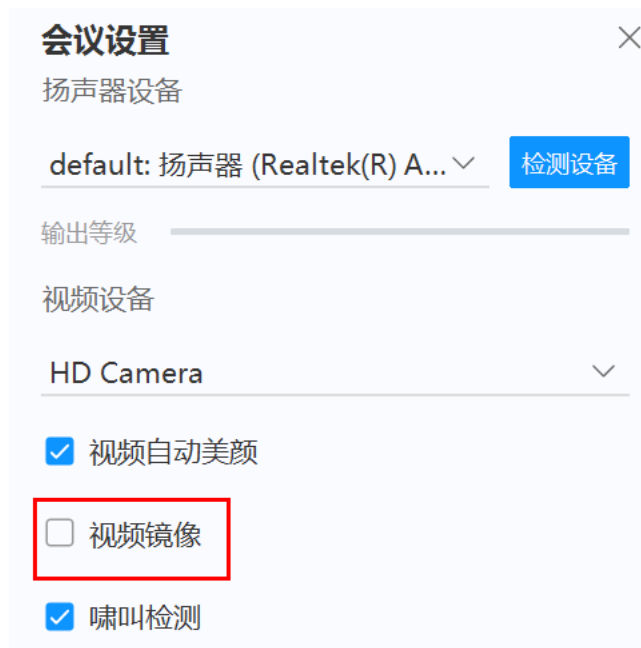 会议设置
扬声器设备
default: 扬声器 (Realtek(R) A...
检测设备
输出等级
视频设备
HD Camera
视频自动美颜
视频镜像
啸叫检测